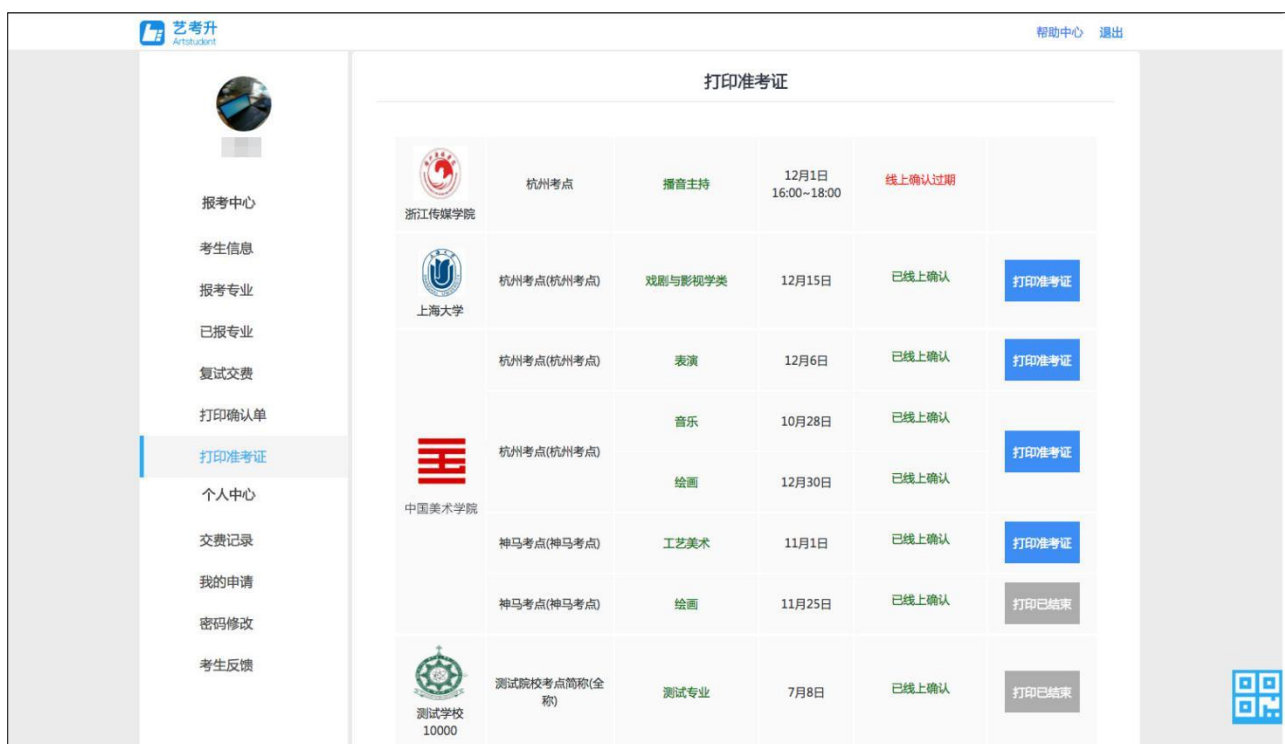 艺考升
Artstudent
帮助中心 退出
报考中心
考生信息
报考专业
已报专业
复试交费
打印确认单
打印准考证
个人中心
交费记录
我的申请
密码修改
考生反馈
打印准考证
浙江传媒学院
杭州考点
播音主持
12月1日
16:00~18:00
线上确认过期
上海大学
杭州考点(杭州考点)
戏剧与影视学类
12月15日
已线上确认
打印准考证
中国美术学院
杭州考点(杭州考点)
表演
12月6日
已线上确认
打印准考证
杭州考点(杭州考点)
音乐
10月28日
已线上确认
绘画
12月30日
已线上确认
打印准考证
神马考点(神马考点)
工艺美术
11月1日
已线上确认
打印准考证
神马考点(神马考点)
绘画
11月25日
已线上确认
打印已结束
测试学校
10000
测试院校考点简称(全
称)
测试专业
7月8日
已线上确认
打印已结束